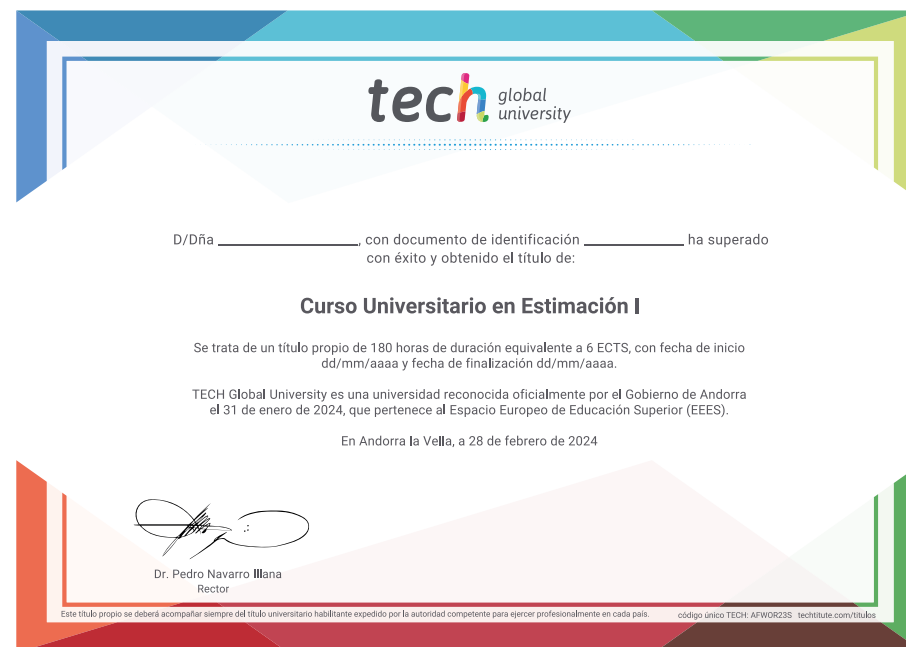 tech global university
D/Dña ____________________, con documento de identificación ______________ ha superado
con éxito y obtenido el título de:
Curso Universitario en Estimación I
Se trata de un título propio de 180 horas de duración equivalente a 6 ECTS, con fecha de inicio
dd/mm/aaaa y fecha de finalización dd/mm/aaaa.
TECH Global University es una universidad reconocida oficialmente por el Gobierno de Andorra
el 31 de enero de 2024, que pertenece al Espacio Europeo de Educación Superior (EEES).
En Andorra la Vella, a 28 de febrero de 2024
Dr. Pedro Navarro Illana
Rector
Este título propio se deberá acompañar siempre del título universitario habilitante expedido por la autoridad competente para ejercer profesionalmente en cada país.
código único TECH: AFWOR23S techtitute.com/titulos